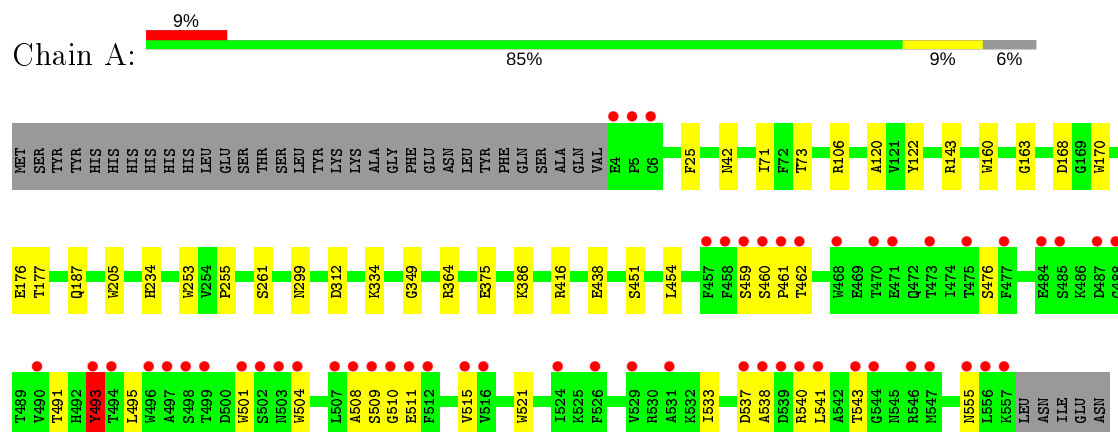 9%
Chain A:
85% 9% 6%
MET SER TYR TYR HIS HIS HIS HIS HIS HIS LEU GLU SER THR SER LEU TYR LYS LYS ALA GLY PHE GLU ASN LEU TYR PHE GLN SER ALA GLN VAL E4 P5 C6 F25 N42 I71 F72 T73 R106 A120 V121 Y122 R143 W160 G163 D168 G169 W170
E176 T177 Q187 W205 H234 W253 V254 P255 S261 N299 D312 K334 G349 R364 E375 K386 R416 E438 S451 L454 F457 F458 S459 S460 P461 T462 W468 E469 T470 E471 Q472 T473 I474 T475 S476 F477 E484 S485 K486 D487
T489 V490 T491 H492 Y493 T494 L495 W496 A497 S498 T499 D500 W501 S502 N503 W504 L507 A508 S509 G510 E511 F512 V515 V516 W521 I524 K525 F526 V529 R530 A531 K532 I533 D537 A538 D539 R540 L541 A542 T543 G544 N545 R546 M547 N555 L556 K557 LEU ASN ILE GLU ASN